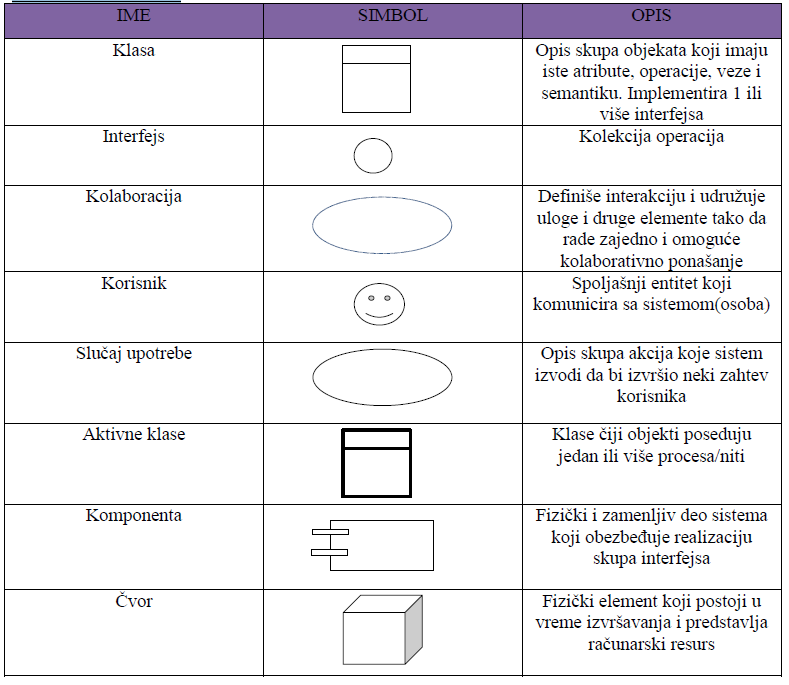 IME
SIMBOL
OPIS
Klasa
Opis skupa objekata koji imaju
iste atribute, operacije, veze i
semantiku. Implementira 1 ili
više interfejsa
Interfejs
Kolekcija operacija
Kolaboracija
Definiše interakciju i udružuje
uloge i druge elemente tako da
rade zajedno i omoguće
kolaborativno ponašanje
Korisnik
Spoljašnji entitet koji
komunicira sa sistemom(osoba)
Slučaj upotrebe
Opis skupa akcija koje sistem
izvodi da bi izvršio neki zahtev
korisnika
Aktivne klase
Klase čiji objekti poseduju
jedan ili više procesa/niti
Komponenta
Fizički i zamenljiv deo sistema
koji obezbeđuje realizaciju
skupa interfejsa
Čvor
Fizički element koji postoji u
vreme izvršavanja i predstavlja
računarski resurs